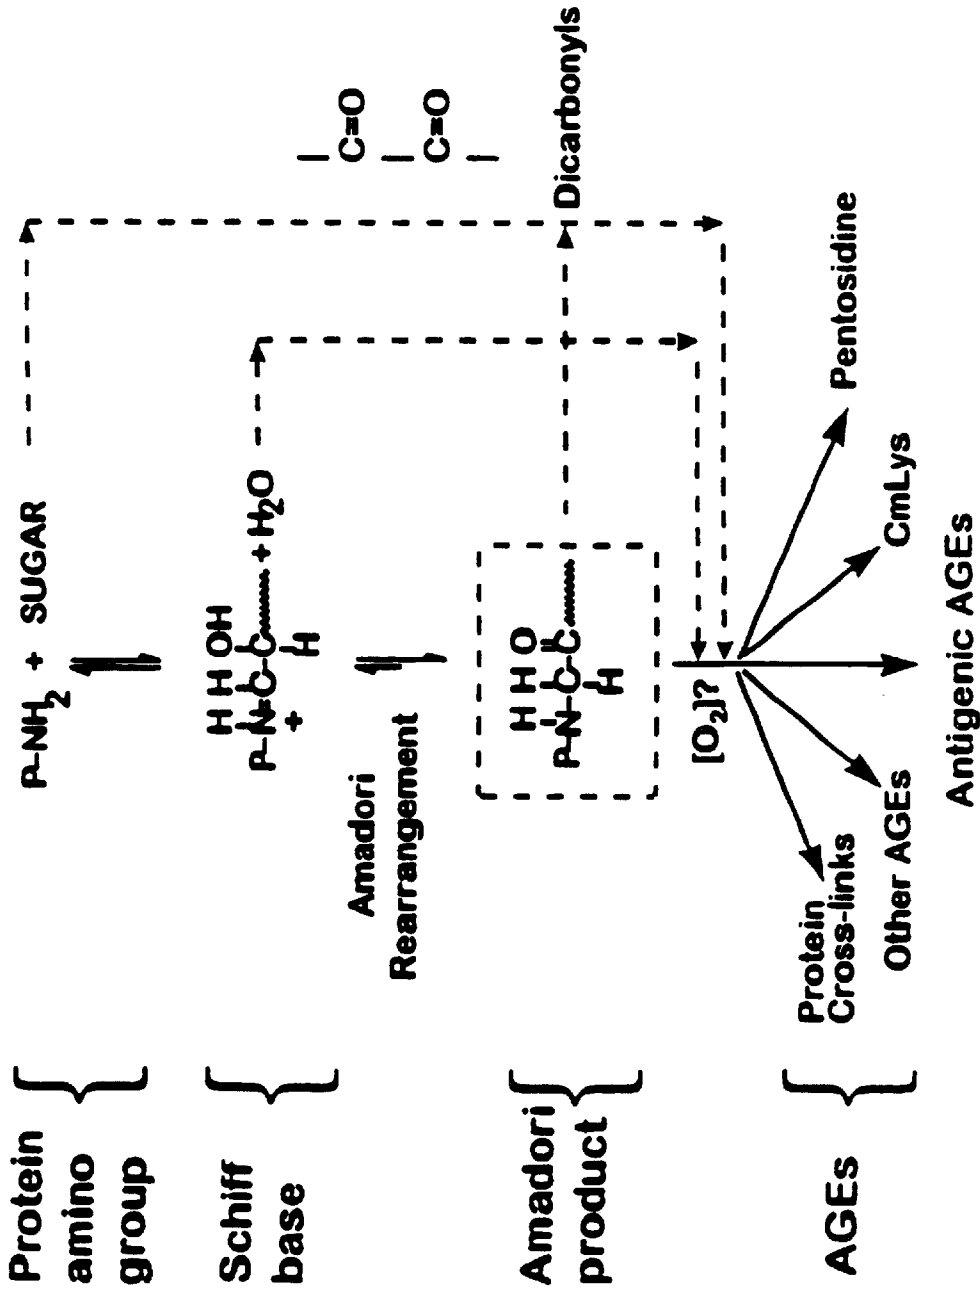 Protein
amino
group
P–NH2 + SUGAR
Schiff
base
H H OH
P–N=C–C + H2O
+ H
Amadori
Rearrangement
C=O
C=O
Amadori
product
H H O
P–N–C–C
H
Dicarbonyls
[O2]?
AGEs
Protein
Cross-links
Other AGEs
Antigenic AGEs
CmLys
Pentosidine